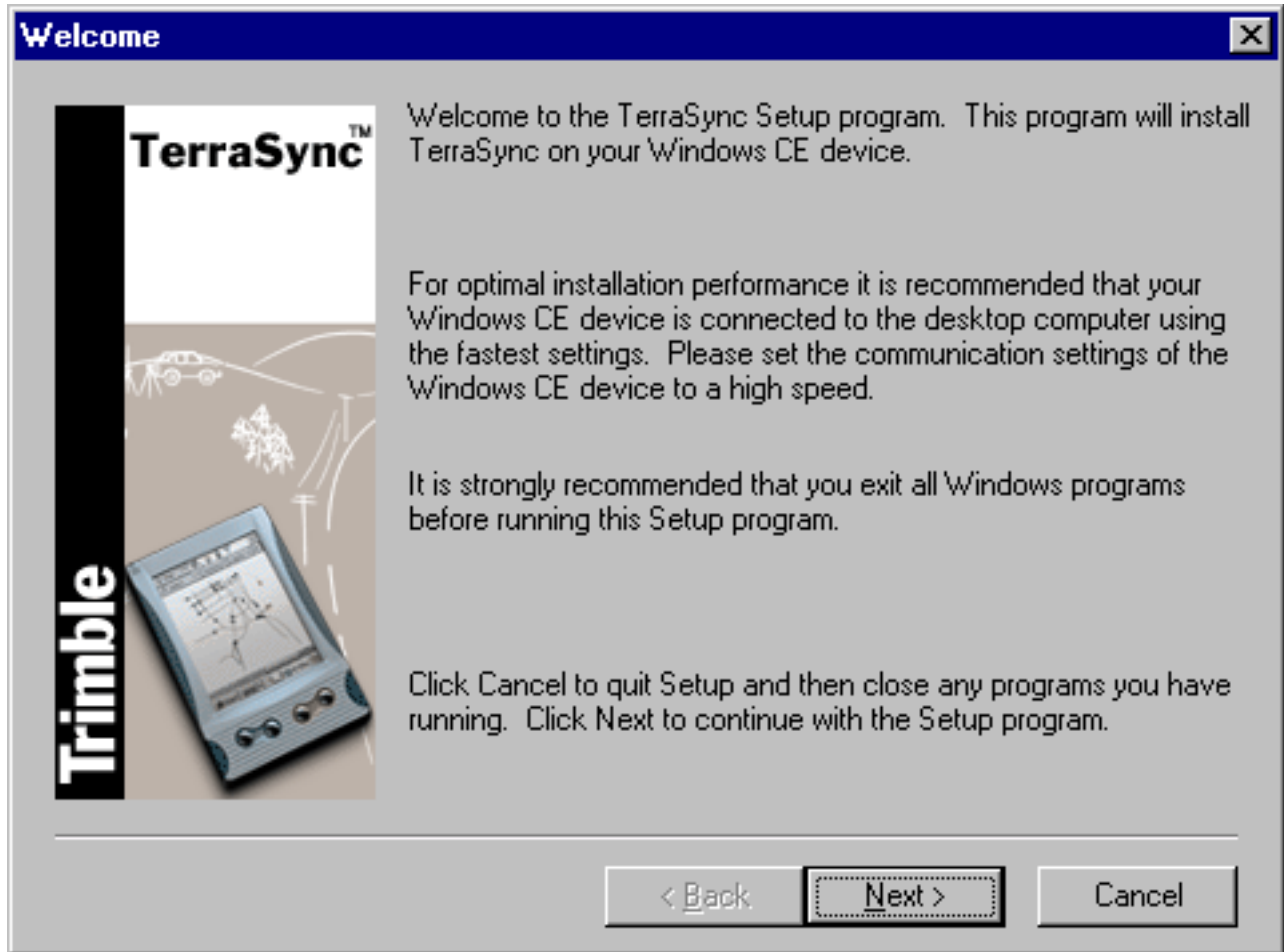 Welcome
TerraSync™
Trimble
Welcome to the TerraSync Setup program.  This program will install
TerraSync on your Windows CE device.
For optimal installation performance it is recommended that your
Windows CE device is connected to the desktop computer using
the fastest settings.  Please set the communication settings of the
Windows CE device to a high speed.
It is strongly recommended that you exit all Windows programs
before running this Setup program.
Click Cancel to quit Setup and then close any programs you have
running.  Click Next to continue with the Setup program.
< Back
Next >
Cancel